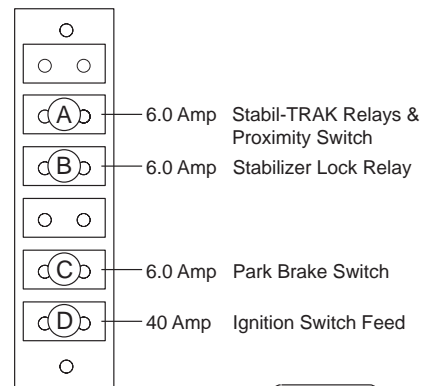 A 6.0 Amp Stabil-TRAK Relays &
Proximity Switch
B 6.0 Amp Stabilizer Lock Relay
C 6.0 Amp Park Brake Switch
D 40 Amp Ignition Switch Feed